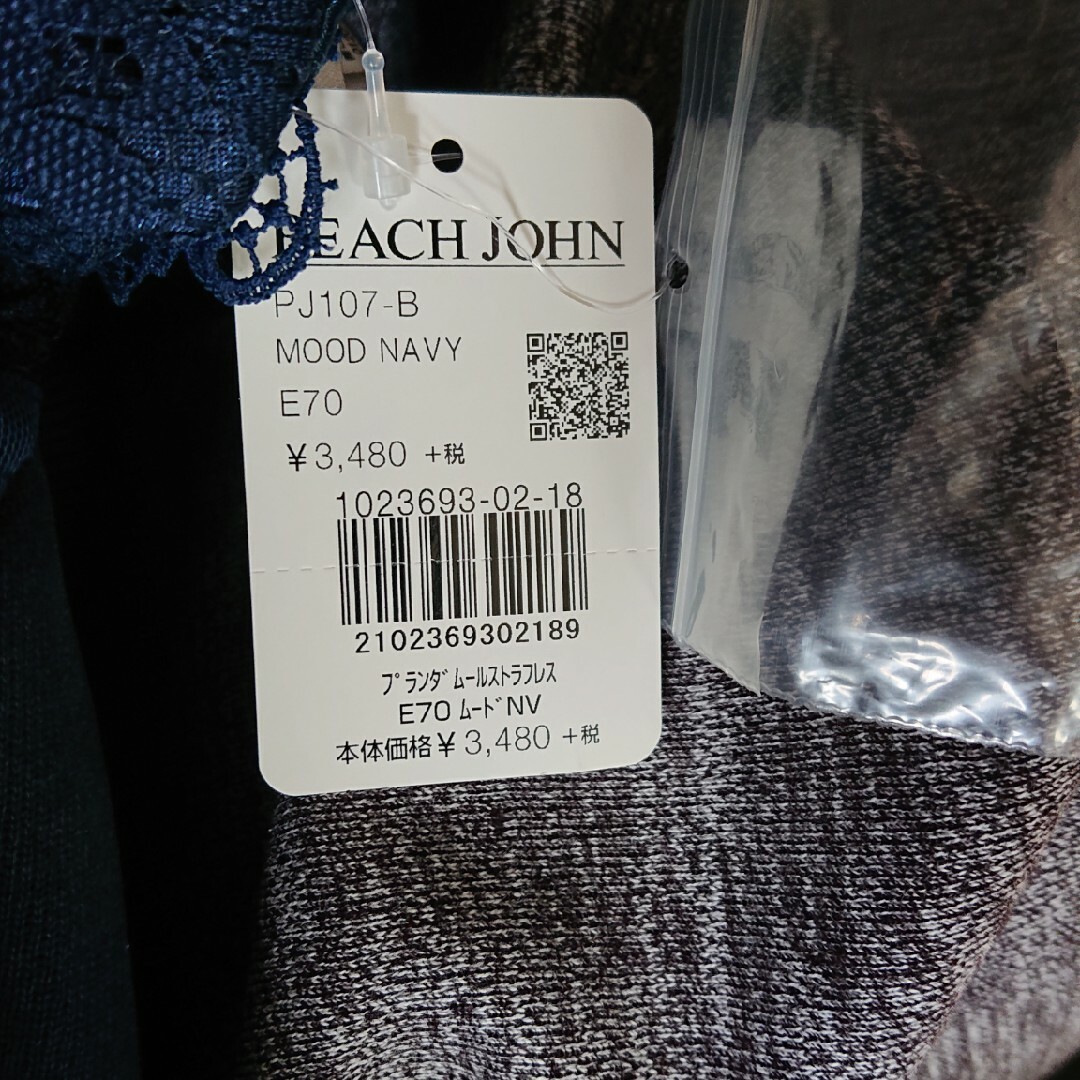 PEACH JOHN
PJ107-B
MOOD NAVY
E70
¥3,480 +税
1023693-02-18
2102369302189
ブランダムールストラフレス
E70 ムードNV
本体価格¥3,480 +税